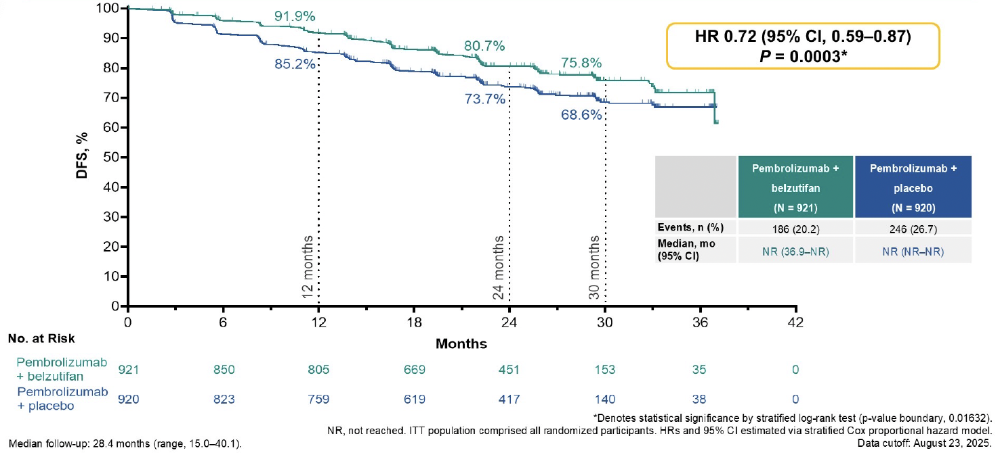 100
90
80
70
60
50
40
30
20
10
0
DFS, %
91.9%
85.2%
80.7%
73.7%
75.8%
68.6%
12 months
24 months
30 months
HR 0.72 (95% CI, 0.59–0.87)
P = 0.0003*
Pembrolizumab +
belzutifan
(N = 921)
Pembrolizumab +
placebo
(N = 920)
Events, n (%) 186 (20.2) 246 (26.7)
Median, mo
(95% CI)
NR (36.9–NR) NR (NR–NR)
0 6 12 18 24 30 36 42
Months
No. at Risk
Pembrolizumab
+ belzutifan
921 850 805 669 451 153 35 0
Pembrolizumab
+ placebo
920 823 759 619 417 140 38 0
*Denotes statistical significance by stratified log-rank test (p-value boundary, 0.01632).
NR, not reached. ITT population comprised all randomized participants. HRs and 95% CI estimated via stratified Cox proportional hazard model.
Median follow-up: 28.4 months (range, 15.0–40.1).
Data cutoff: August 23, 2025.